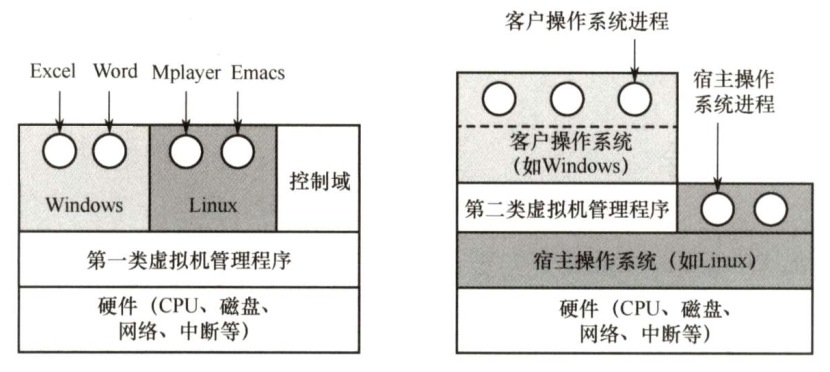 Excel Word Mplayer Emacs
Windows
Linux
控制域
第一类虚拟机管理程序
硬件（CPU、磁盘、
网络、中断等）
客户操作系统进程
宿主操作
系统进程
客户操作系统
（如Windows）
第二类虚拟机管理程序
宿主操作系统（如Linux）
硬件（CPU、磁盘、
网络、中断等）